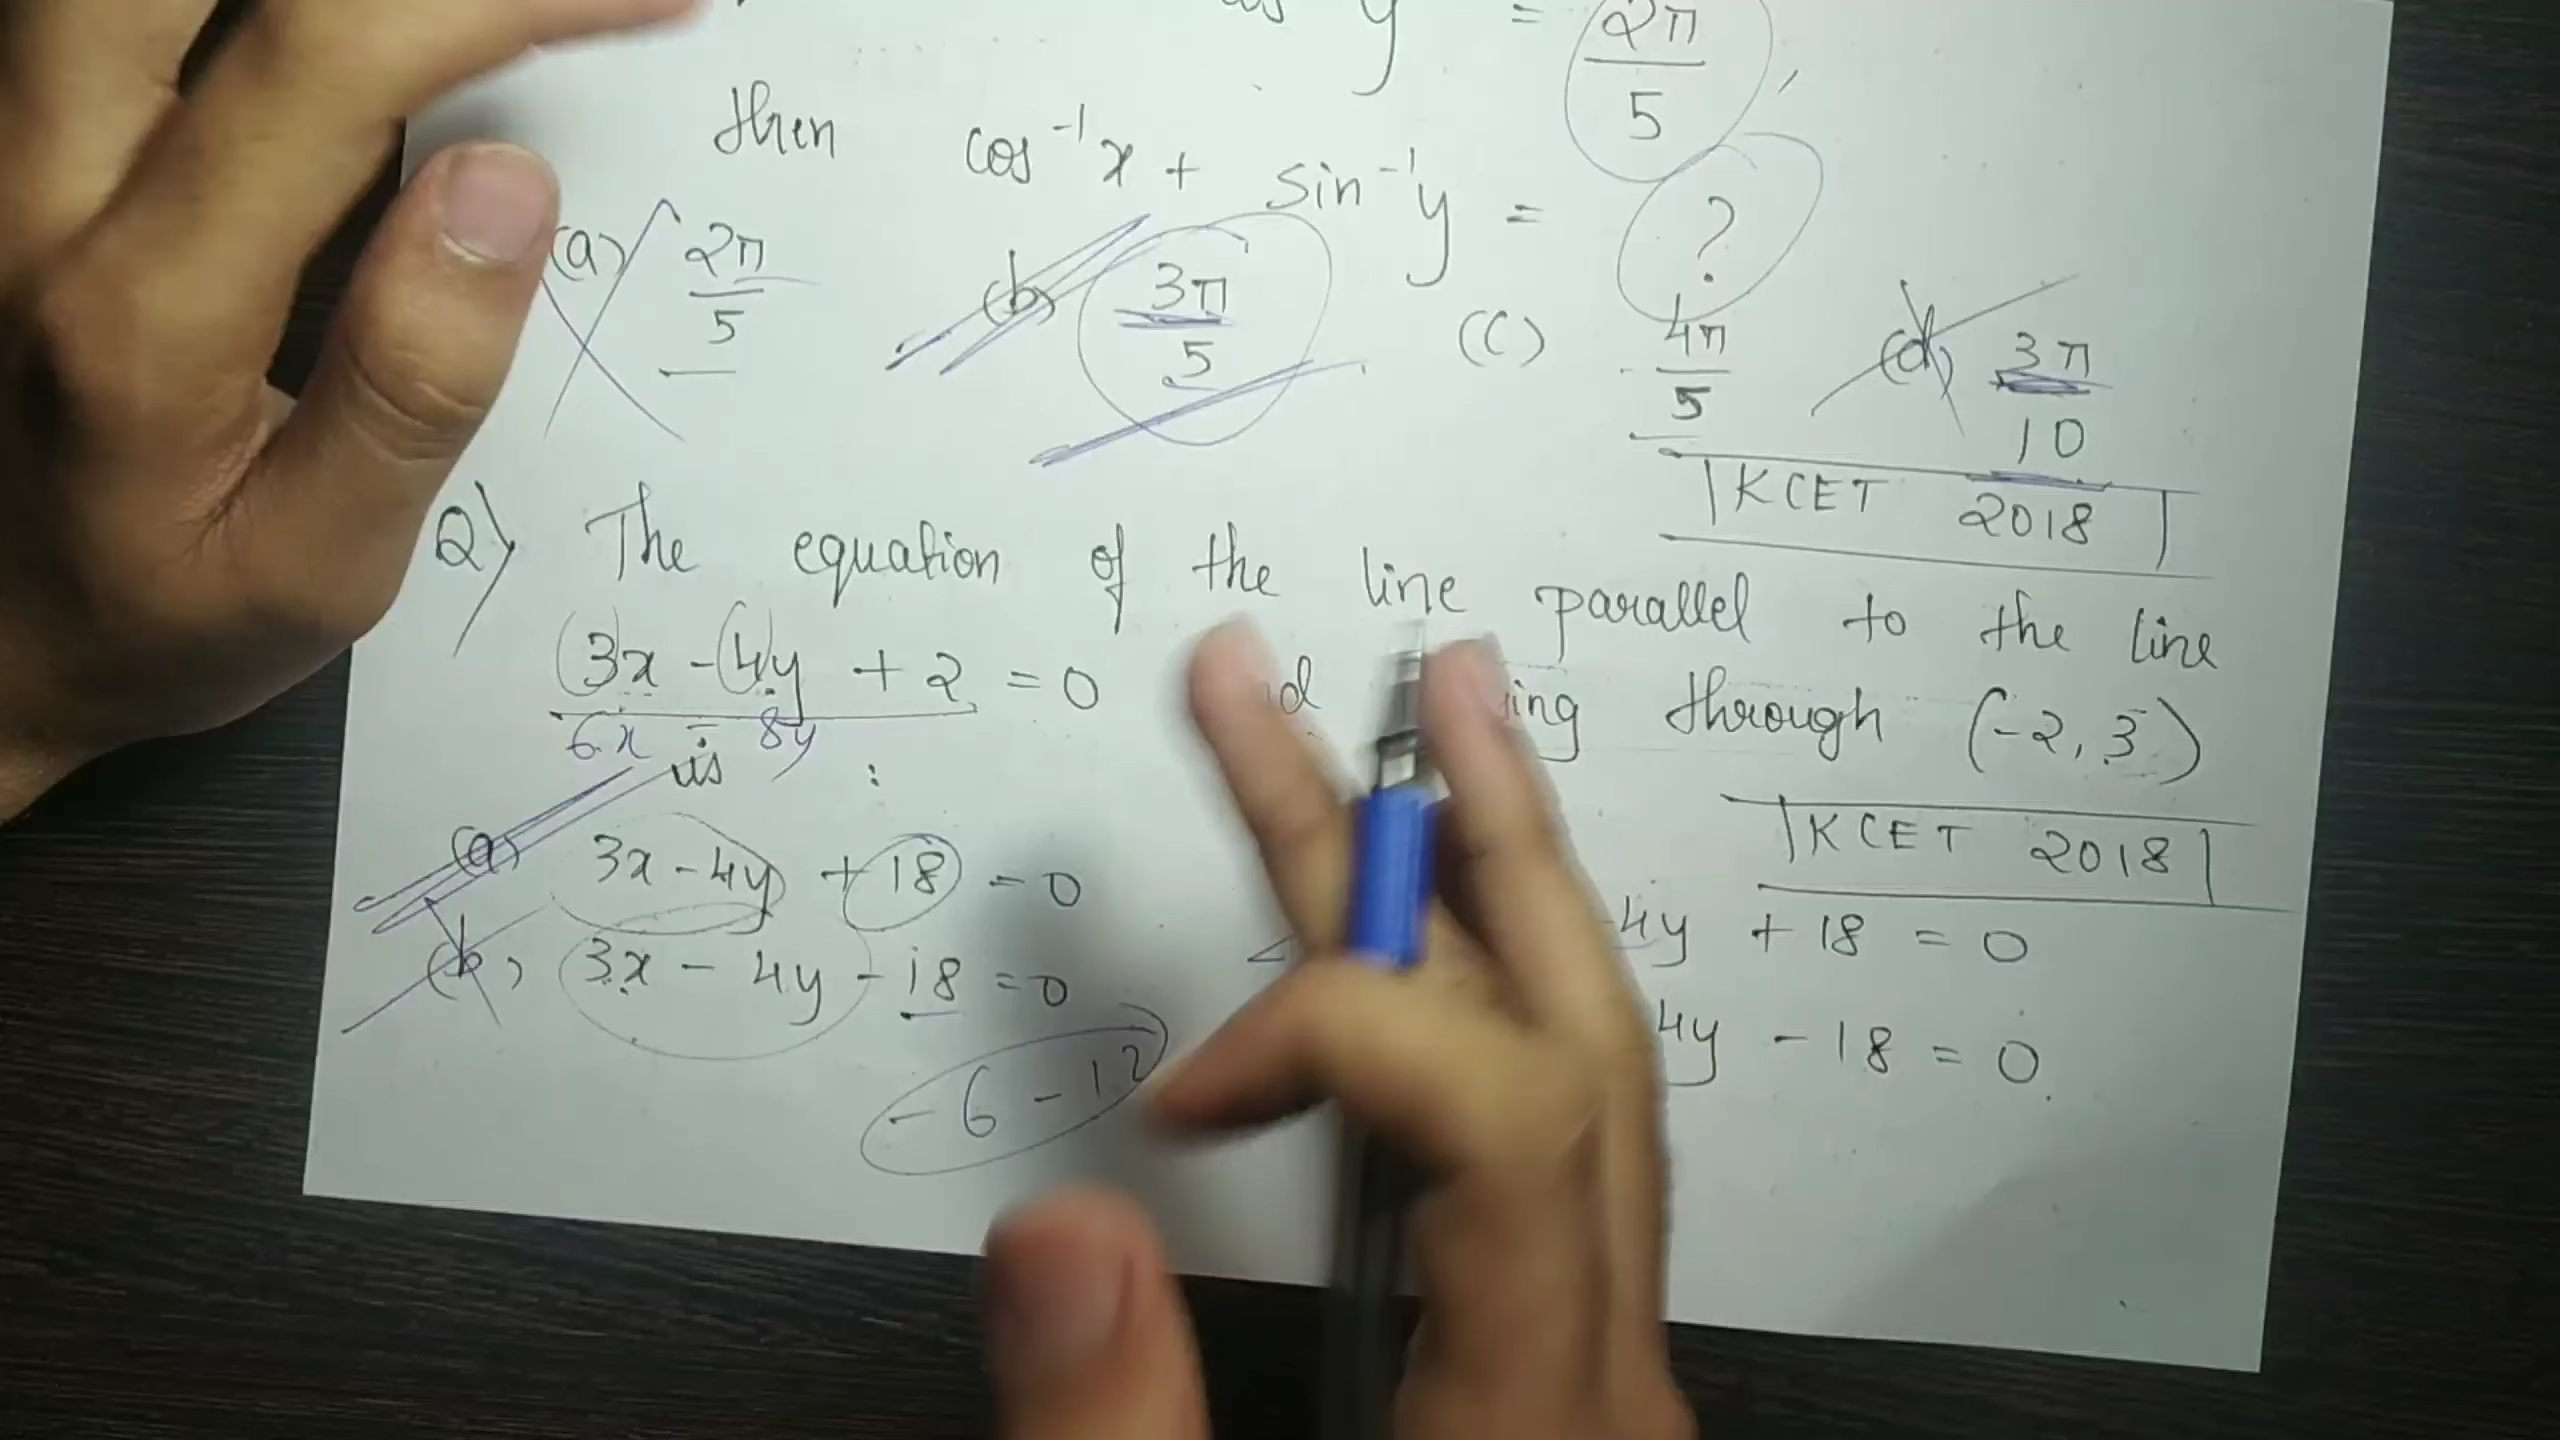 y = 2π/5,
then cos⁻¹x + sin⁻¹y = ?
(a) 2π/5 (b) 3π/5 (c) 4π/5 (d) 3π/10
KCET 2018
Q) The equation of the line parallel to the line
3x - 4y + 2 = 0 through (-2, 3)
6x - 8y
is :
KCET 2018
(a) 3x - 4y + 18 = 0
4y + 18 = 0
(b) 3x - 4y - 18 = 0
4y - 18 = 0
- 6 - 12